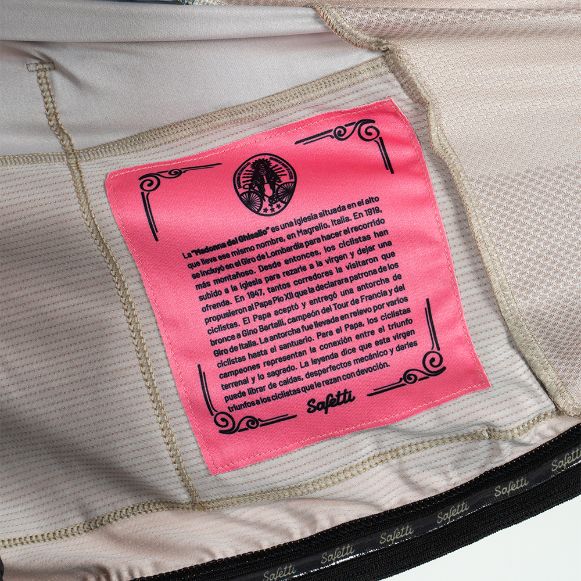 La "Madonna del Ghisallo" es una iglesia situada en el alto
que lleva ese mismo nombre, en Magrello, Italia. En 1919,
se incluyó en el Giro de Lombardía para hacer el recorrido
más montañoso. Desde entonces, los ciclistas han
subido a la iglesia para rezarle a la virgen y dejar una
ofrenda. En 1947, tantos corredores la visitaron que
propusieron al Papa Pio XII que la declarara patrona de los
ciclistas. El Papa aceptó y entregó una antorcha de
bronce a Gino Bartali, campeón del Tour de Francia y del
Giro de Italia. La antorcha fue llevada en relevo por varios
ciclistas hasta el santuario. Para el Papa, los ciclistas
campeones representan la conexión entre el triunfo
terrenal y lo sagrado. La leyenda dice que esta virgen
puede librar de caídas, desperfectos mecánico y darles
triunfos a los ciclistas que le rezan con devoción.
Safetti
Safetti Safetti Safetti Safetti Safetti Safetti